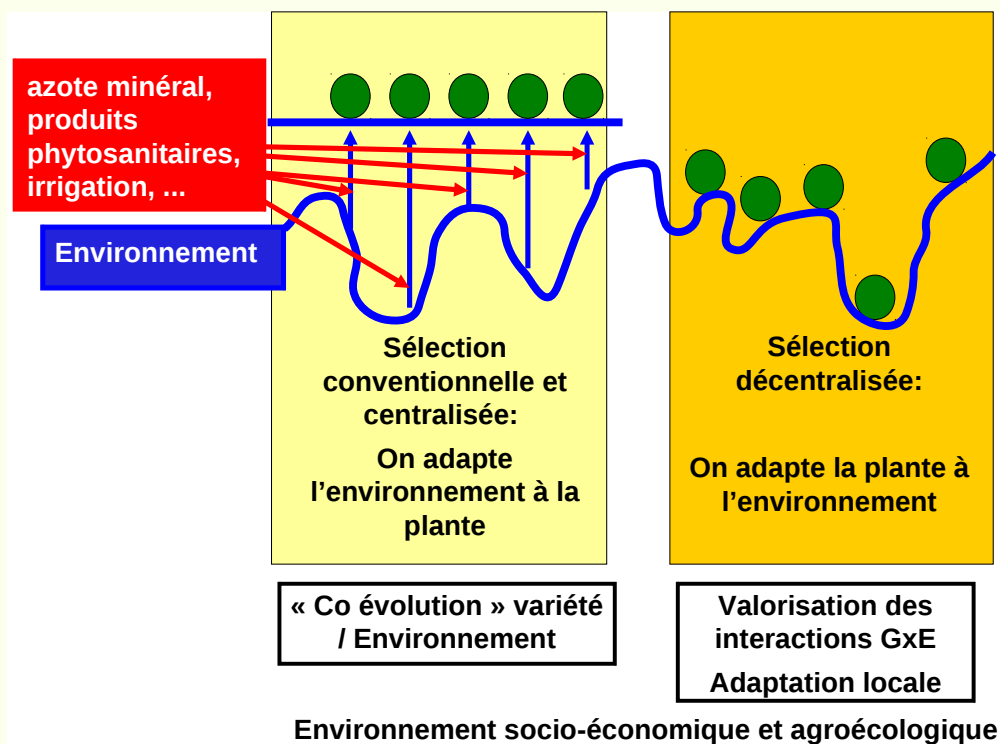 azote minéral,
produits
phytosanitaires,
irrigation, ...
Environnement
Sélection
conventionnelle et
centralisée:
On adapte
l’environnement à la
plante
Sélection
décentralisée:
On adapte la plante à
l’environnement
« Co évolution » variété
/ Environnement
Valorisation des
interactions GxE
Adaptation locale
Environnement socio-économique et agroécologique